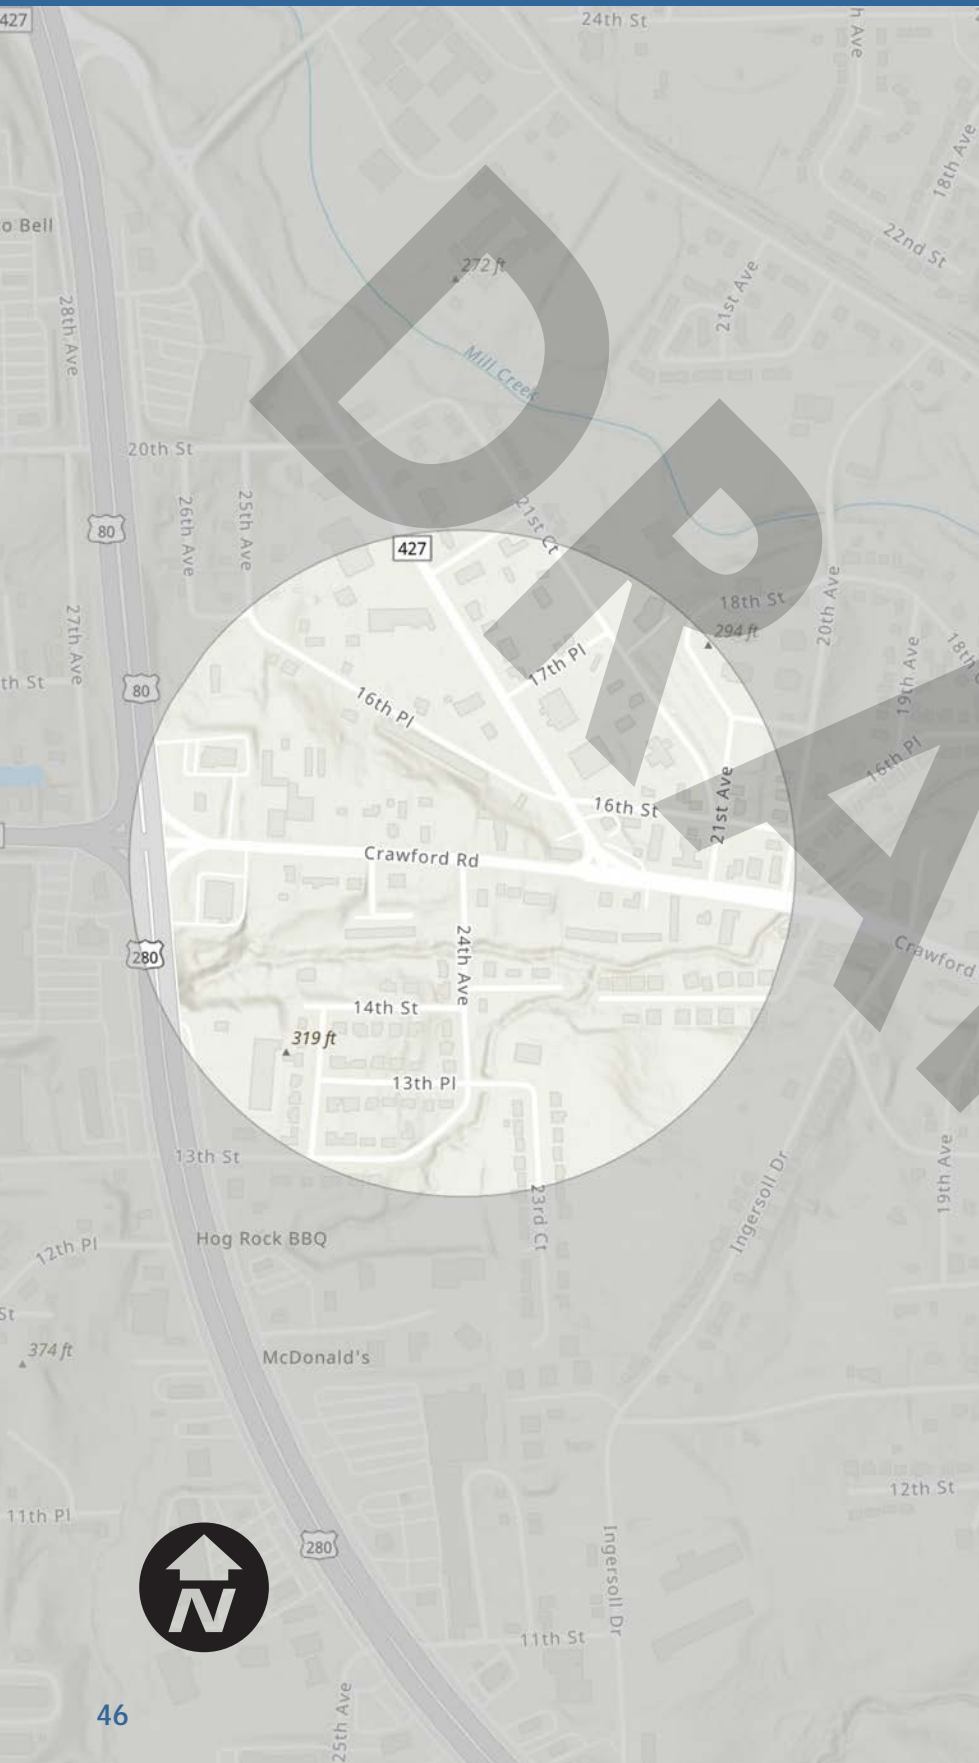 427
24th St
h Ave
18th Ave
o Bell
22nd St
272 ft
21st Ave
28th Ave
Mill Creek
20th St
26th Ave
25th Ave
80
21st Ct
427
18th St
20th Ave
294 ft
27th Ave
19th Ave
18th
th St
80
17th Pl
16th Pl
16th Pl
16th St
21st Ave
Crawford Rd
24th Ave
Crawford
280
14th St
319 ft
13th Pl
13th St
19th Ave
Ingersoll Dr
23rd Ct
Hog Rock BBQ
12th Pl
St
374 ft
McDonald's
12th St
11th Pl
280
Ingersoll Dr
N
11th St
25th Ave
46
DRA